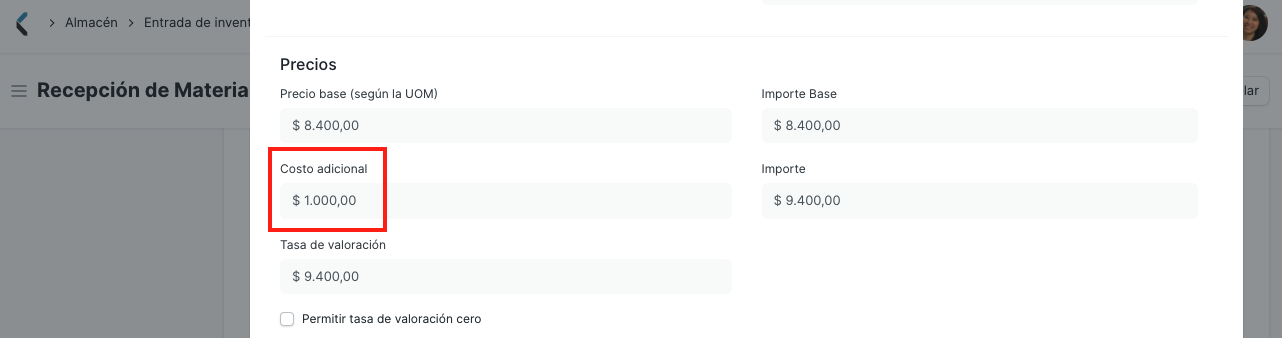 Almacén
Entrada de invent
Recepción de Materia
lar
Precios
Precio base (según la UOM)
$ 8.400,00
Importe Base
$ 8.400,00
Costo adicional
$ 1.000,00
Importe
$ 9.400,00
Tasa de valoración
$ 9.400,00
Permitir tasa de valoración cero